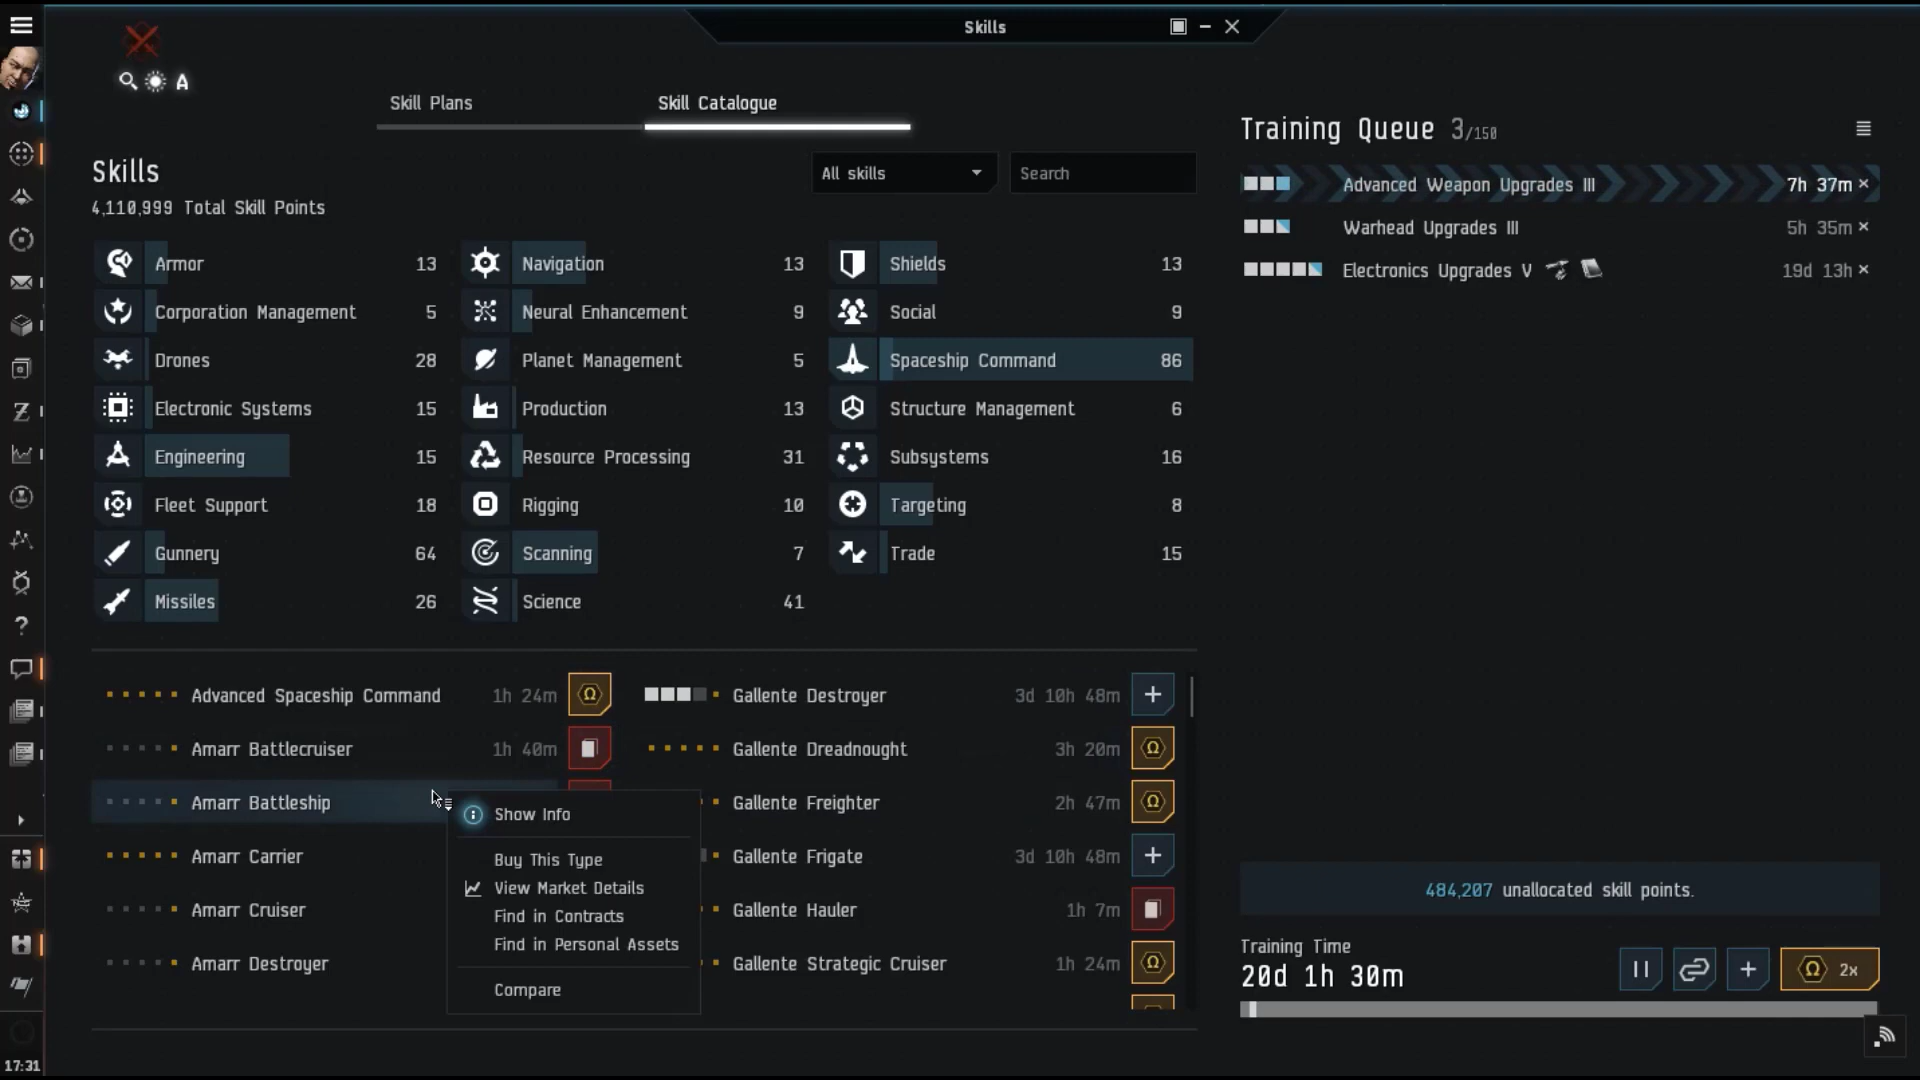 Skills
A
Skill Plans
Skill Catalogue
Skills
All skills
Search
4,110,999 Total Skill Points
Armor 13
Navigation 13
Shields 13
Corporation Management 5
Neural Enhancement 9
Social 9
Drones 28
Planet Management 5
Spaceship Command 86
Electronic Systems 15
Production 13
Structure Management 6
Engineering 15
Resource Processing 31
Subsystems 16
Fleet Support 18
Rigging 10
Targeting 8
Gunnery 64
Scanning 7
Trade 15
Missiles 26
Science 41
Advanced Spaceship Command 1h 24m Ω
Gallente Destroyer 3d 10h 48m +
Amarr Battlecruiser 1h 40m
Gallente Dreadnought 3h 20m Ω
Amarr Battleship
Gallente Freighter 2h 47m Ω
Amarr Carrier
Gallente Frigate 3d 10h 48m +
Amarr Cruiser
Gallente Hauler 1h 7m
Amarr Destroyer
Gallente Strategic Cruiser 1h 24m Ω
Show Info
Buy This Type
View Market Details
Find in Contracts
Find in Personal Assets
Compare
Training Queue 3/150
Advanced Weapon Upgrades III 7h 37m ×
Warhead Upgrades III 5h 35m ×
Electronics Upgrades V 19d 13h ×
484,207 unallocated skill points.
Training Time
20d 1h 30m
+
Ω 2x
Z
?
17:31